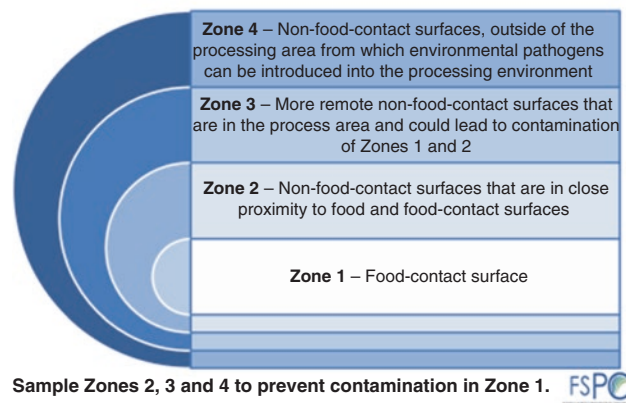 Zone 4 – Non-food-contact surfaces, outside of the
processing area from which environmental pathogens
can be introduced into the processing environment
Zone 3 – More remote non-food-contact surfaces that
are in the process area and could lead to contamination
of Zones 1 and 2
Zone 2 – Non-food-contact surfaces that are in close
proximity to food and food-contact surfaces
Zone 1 – Food-contact surface
Sample Zones 2, 3 and 4 to prevent contamination in Zone 1.
FSPC